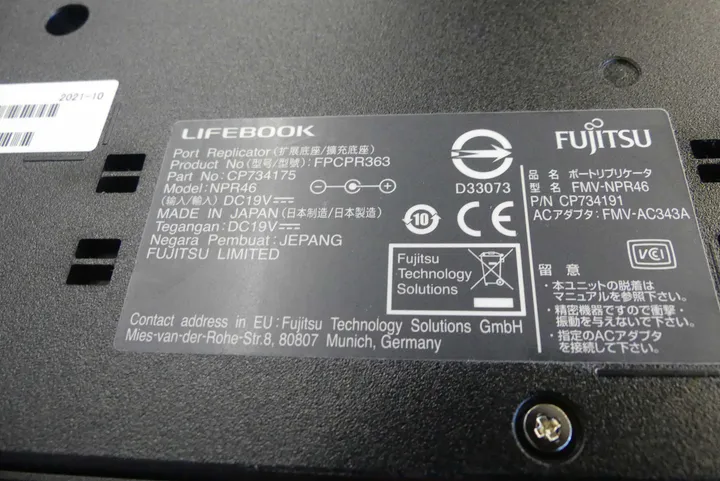 2021-10
LIFEBOOK
Port Replicator (扩展底座/擴充底座)
Product No (型号/型號): FPCPR363
Part No: CP734175
Model: NPR46
(输入/輸入) DC19V⎓
MADE IN JAPAN (日本制造/日本製造)
Tegangan: DC19V⎓
Negara Pembuat: JEPANG
FUJITSU LIMITED
D33073
10
CE
Fujitsu
Technology
Solutions
Contact address in EU: Fujitsu Technology Solutions GmbH
Mies-van-der-Rohe-Str.8, 80807 Munich, Germany
FUJITSU
品 名 ポートリプリケータ
型 名 FMV-NPR46
P/N CP734191
ACアダプタ: FMV-AC343A
VCI
留 意
・本ユニットの脱着は
マニュアルを参照下さい。
・精密機器ですので衝撃・
振動を与えないで下さい。
・指定のACアダプタ
を接続して下さい。